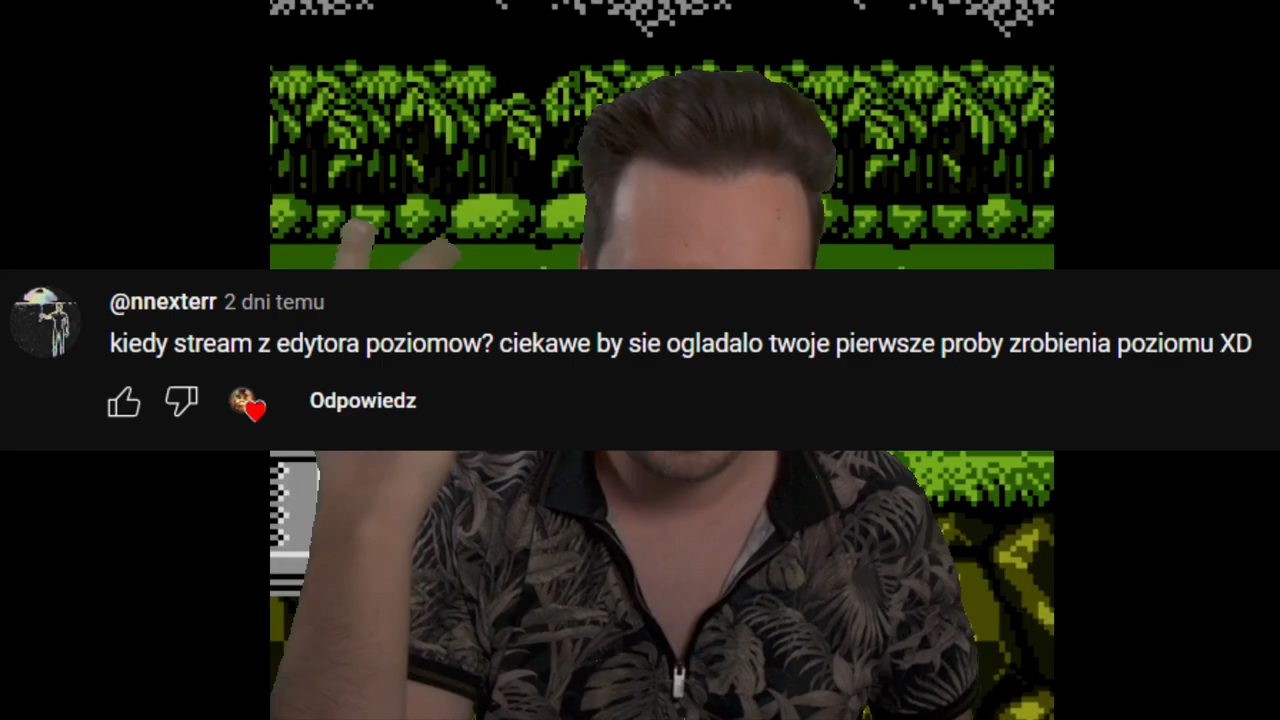 @nnexterr 2 dni temu
kiedy stream z edytora poziomow? ciekawe by sie ogladalo twoje pierwsze proby zrobienia poziomu XD
Odpowiedz